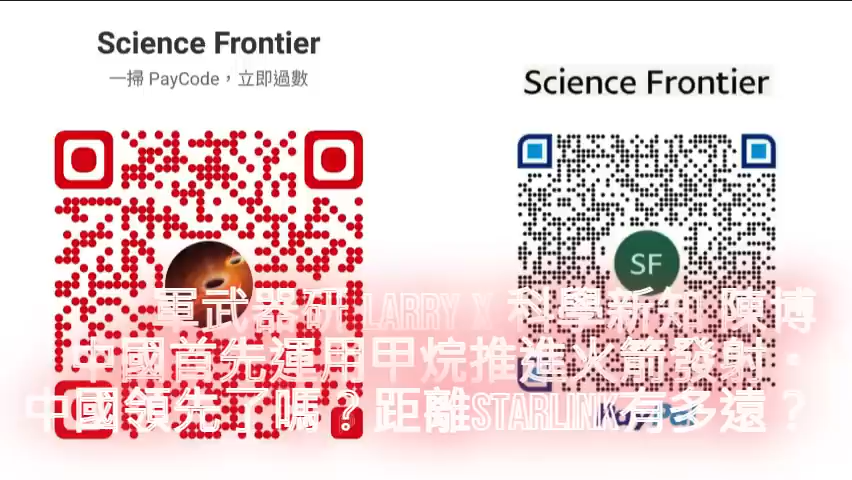 Science Frontier
一掃 PayCode，立即過數
Science Frontier
SF
軍武器研 LARRY X 科學新知 陳博
中國首先運用甲烷推進火箭發射．
中國領先了嗎？距離STARLINK有多遠？
PayPal